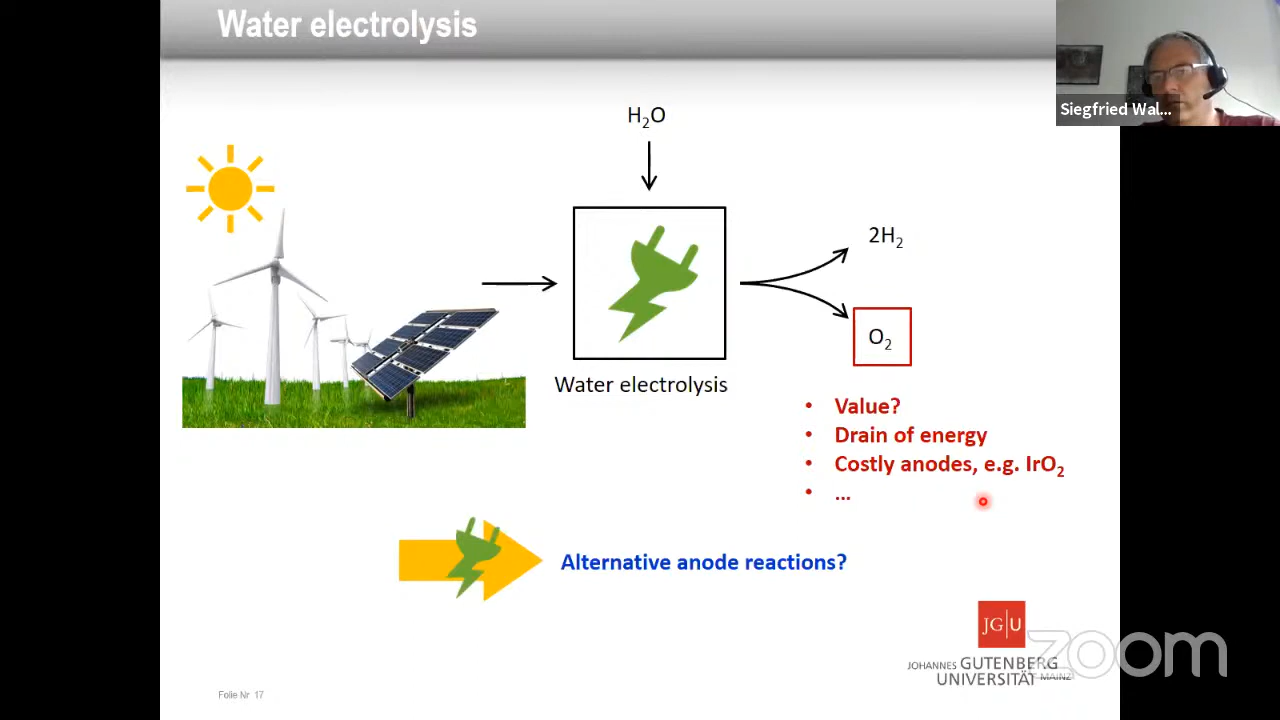 Water electrolysis
Siegfried Wal...
H₂O
2H₂
O₂
Water electrolysis
• Value?
• Drain of energy
• Costly anodes, e.g. IrO₂
• ...
Alternative anode reactions?
JG|U
JOHANNES GUTENBERG
UNIVERSITÄT MAINZ
zoom
Folie Nr 17